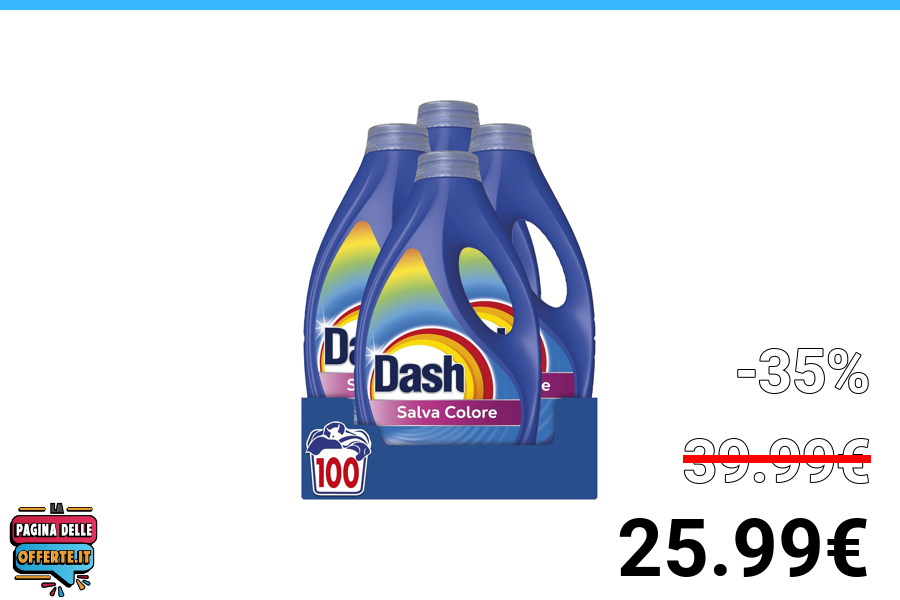 Dash
Salva Colore
100
-35%
39.99€
25.99€
LA
PAGINA DELLE
OFFERTE.IT